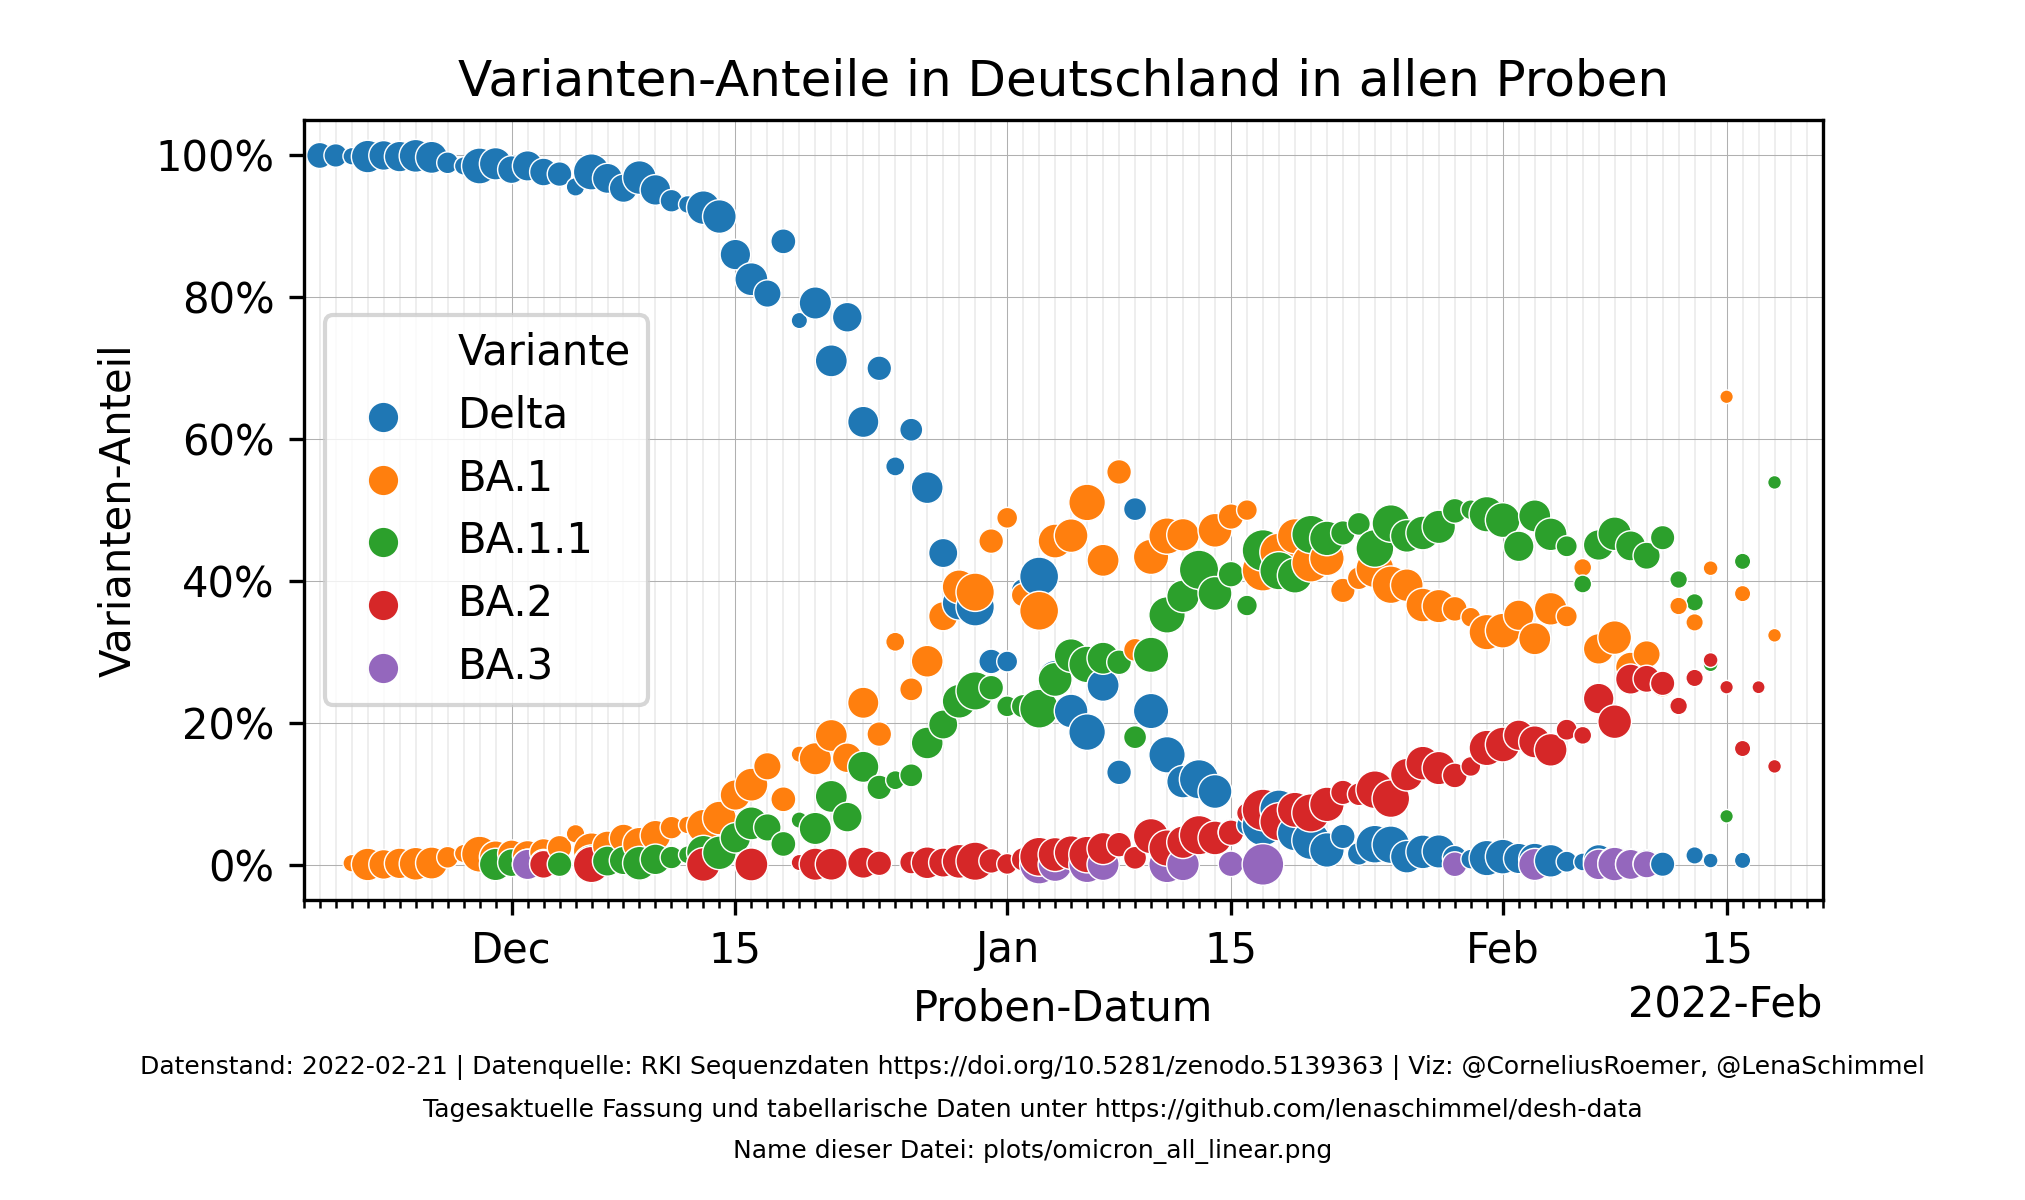 Varianten-Anteile in Deutschland in allen Proben
Varianten-Anteil
100%
80%
60%
40%
20%
0%
Variante
Delta
BA.1
BA.1.1
BA.2
BA.3
Dec
15
Jan
15
Feb
15
Proben-Datum
2022-Feb
Datenstand: 2022-02-21 | Datenquelle: RKI Sequenzdaten https://doi.org/10.5281/zenodo.5139363 | Viz: @CorneliusRoemer, @LenaSchimmel
Tagesaktuelle Fassung und tabellarische Daten unter https://github.com/lenaschimmel/desh-data
Name dieser Datei: plots/omicron_all_linear.png